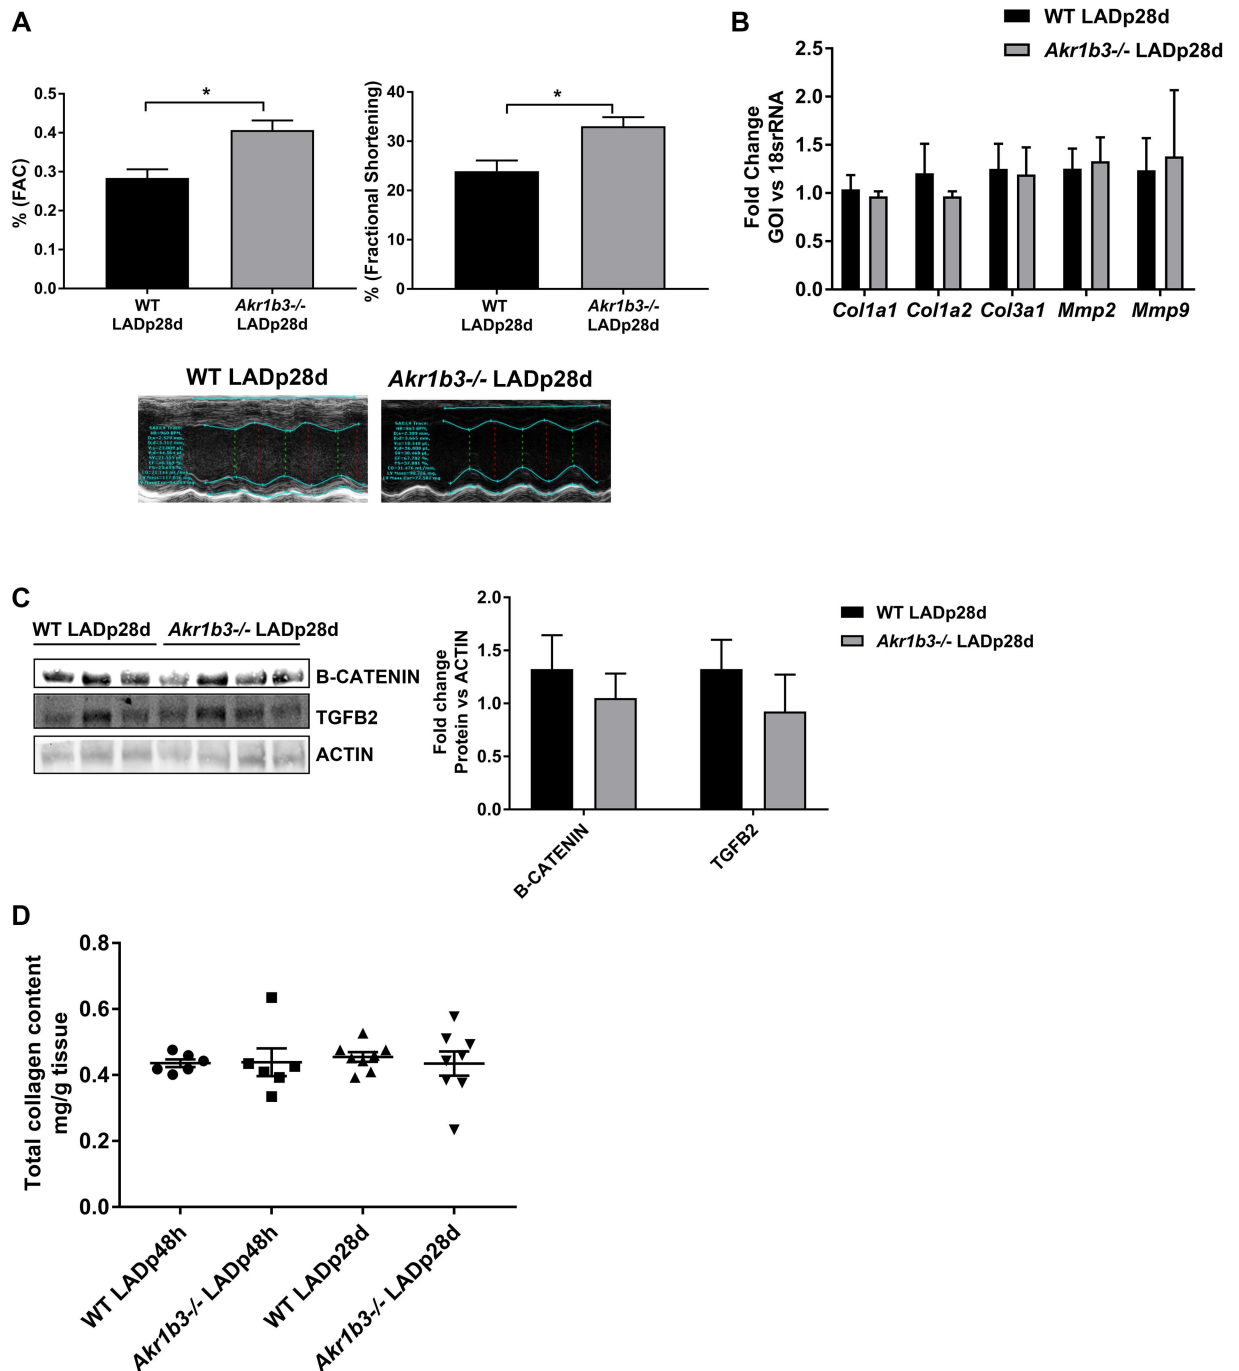 A
0.5
0.4
0.3
0.2
0.1
0.0
% (FAC)
*
WT
LADp28d
Akr1b3-/-
LADp28d
40
30
20
10
0
% (Fractional Shortening)
*
WT
LADp28d
Akr1b3-/-
LADp28d
WT LADp28d
Akr1b3-/- LADp28d
B
WT LADp28d
Akr1b3-/- LADp28d
2.5
2.0
1.5
1.0
0.5
0.0
Fold Change
GOI vs 18srRNA
Col1a1 Col1a2 Col3a1 Mmp2 Mmp9
C
WT LADp28d Akr1b3-/- LADp28d
B-CATENIN
TGFB2
ACTIN
2.0
1.5
1.0
0.5
0.0
Fold change
Protein vs ACTIN
B-CATENIN
TGFB2
WT LADp28d
Akr1b3-/- LADp28d
D
0.8
0.6
0.4
0.2
0.0
Total collagen content
mg/g tissue
WT LADp48h
Akr1b3-/- LADp48h
WT LADp28d
Akr1b3-/- LADp28d